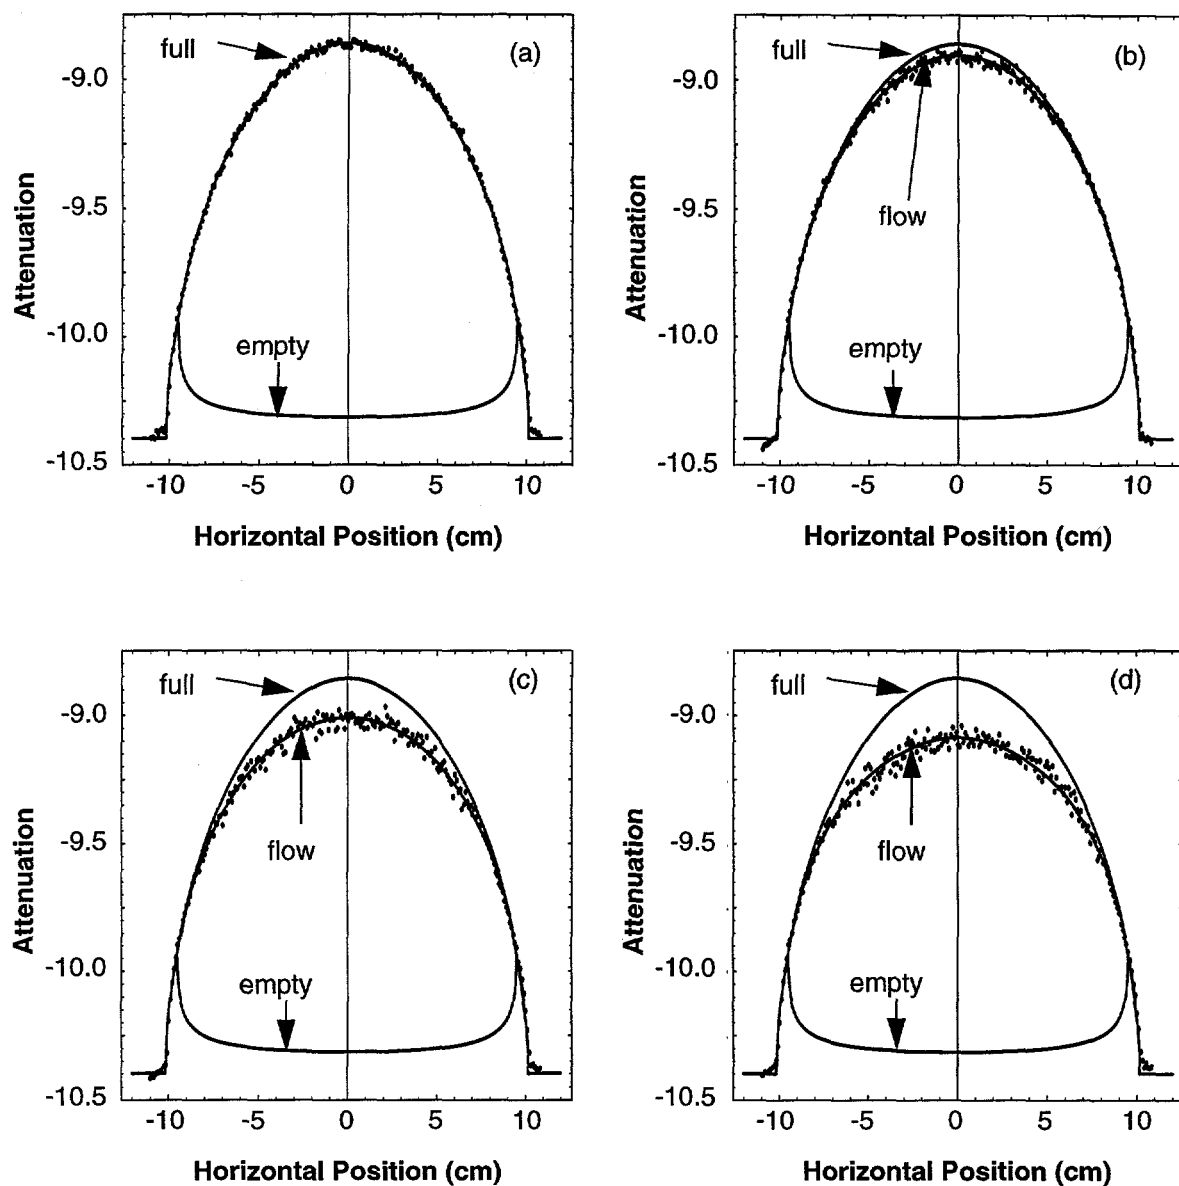 full
(a)
-9.0
-9.5
-10.0
-10.5
Attenuation
empty
-10
-5
0
5
10
Horizontal Position (cm)
full
(b)
-9.0
-9.5
-10.0
-10.5
Attenuation
flow
empty
-10
-5
0
5
10
Horizontal Position (cm)
full
(c)
-9.0
-9.5
-10.0
-10.5
Attenuation
flow
empty
-10
-5
0
5
10
Horizontal Position (cm)
full
(d)
-9.0
-9.5
-10.0
-10.5
Attenuation
flow
empty
-10
-5
0
5
10
Horizontal Position (cm)